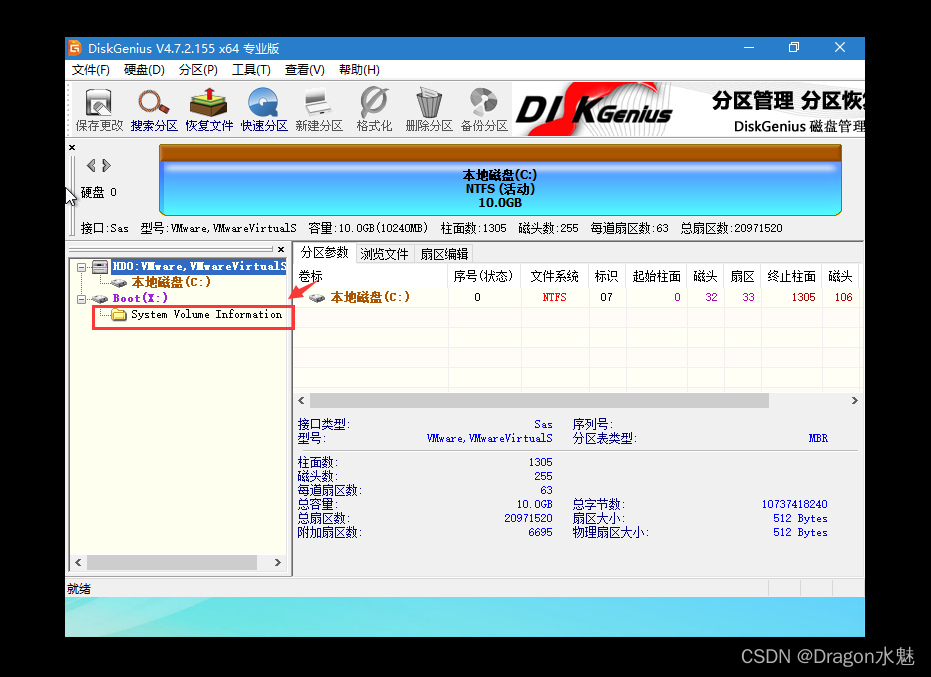 DiskGenius V4.7.2.155 x64 专业版
文件(F) 硬盘(D) 分区(P) 工具(T) 查看(V) 帮助(H)
保存更改 搜索分区 恢复文件 快速分区 新建分区 格式化 删除分区 备份分区
DISKGENIUS
分区管理 分区恢
DiskGenius 磁盘管理
硬盘 0
本地磁盘(C:)
NTFS (活动)
10.0GB
接口:Sas 型号:VMware,VMwareVirtualS 容量:10.0GB(10240MB) 柱面数:1305 磁头数:255 每道扇区数:63 总扇区数:20971520
HD0:VMware,VMwareVirtualS
本地磁盘(C:)
Boot(X:)
System Volume Information
分区参数 浏览文件 扇区编辑
卷标 序号(状态) 文件系统 标识 起始柱面 磁头 扇区 终止柱面 磁头
本地磁盘(C:) 0 NTFS 07 0 32 33 1305 106
接口类型: Sas 序列号:
型号: VMware,VMwareVirtualS 分区表类型: MBR
柱面数: 1305
磁头数: 255
每道扇区数: 63
总容量: 10.0GB 总字节数: 10737418240
总扇区数: 20971520 扇区大小: 512 Bytes
附加扇区数: 6695 物理扇区大小: 512 Bytes
就绪
CSDN @Dragon水魅